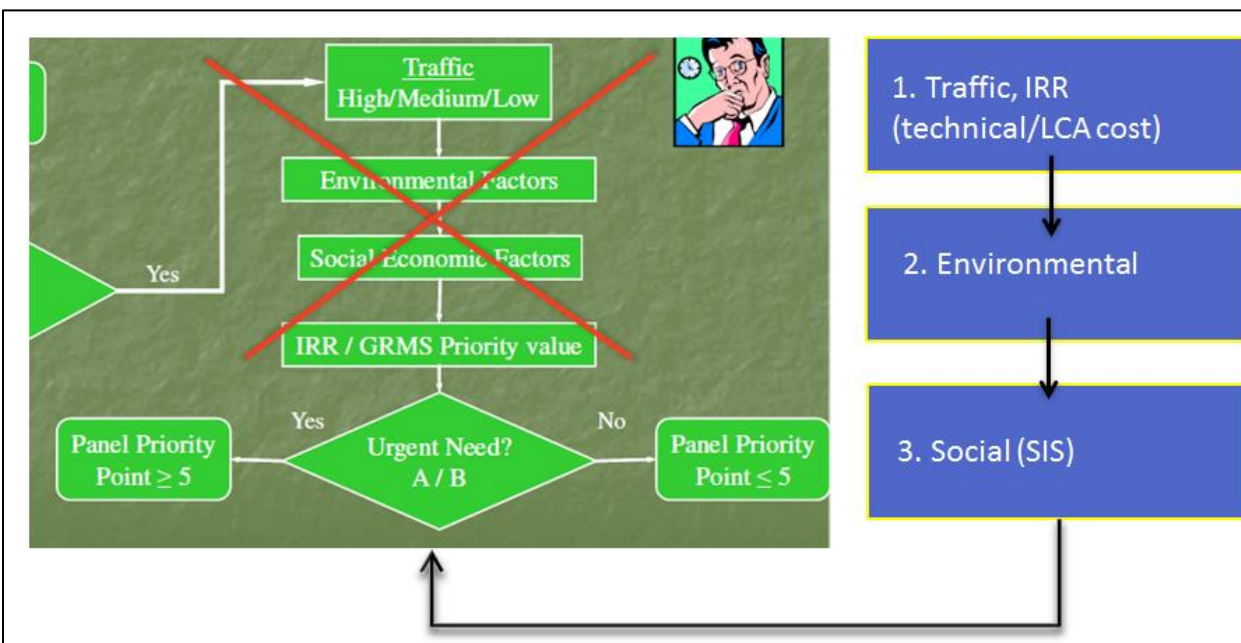 Traffic
High/Medium/Low
Environmental Factors
Social Economic Factors
Yes
IRR / GRMS Priority value
Yes
No
Urgent Need?
A / B
Panel Priority
Point ≥ 5
Panel Priority
Point ≤ 5
1. Traffic, IRR
(technical/LCA cost)
2. Environmental
3. Social (SIS)